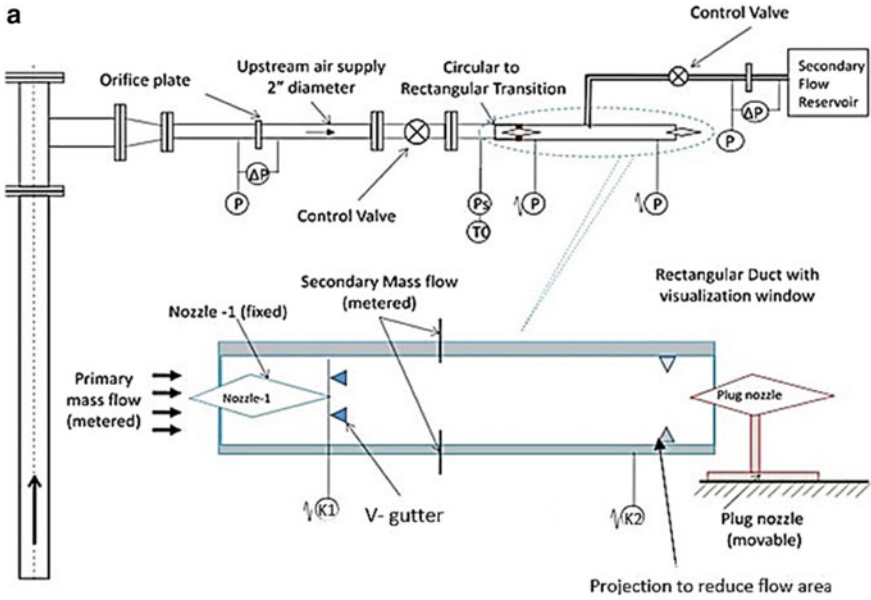 a
Control Valve
Orifice plate
Upstream air supply
2” diameter
Circular to
Rectangular Transition
Secondary
Flow
Reservoir
ΔP
P
ΔP
P
Control Valve
Ps
P
P
T0
Secondary Mass flow
(metered)
Rectangular Duct with
visualization window
Nozzle -1 (fixed)
Primary
mass flow
(metered)
Nozzle-1
Plug nozzle
K1
V- gutter
K2
Plug nozzle
(movable)
Projection to reduce flow area